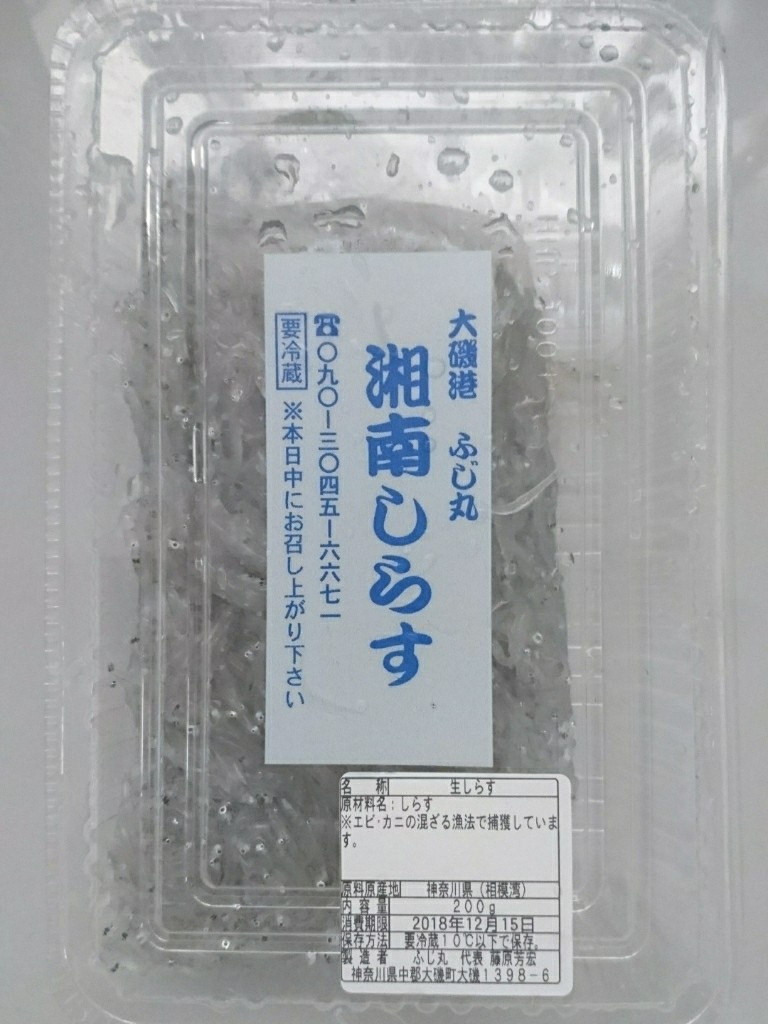 大磯港 ふじ丸
湘南しらす
☎〇九〇ー三〇四五ー六六七一
要冷蔵 ※本日中にお召し上がり下さい
名 称 生しらす
原材料名：しらす
※エビ・カニの混ざる漁法で捕獲していま
す。
原料原産地 神奈川県（相模湾）
内容量 200g
消費期限 2018年12月15日
保存方法 要冷蔵10℃以下で保存。
製造者 ふじ丸 代表 藤原芳宏
神奈川県中郡大磯町大磯1398-6